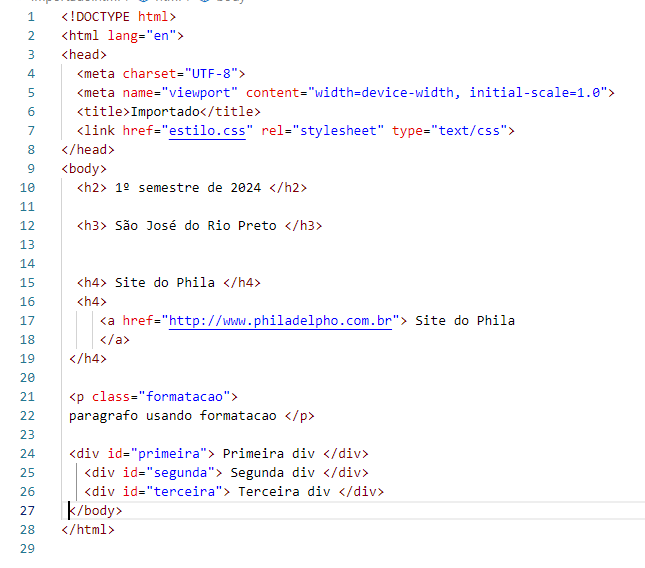 1 <!DOCTYPE html>
2 <html lang="en">
3 <head>
4 <meta charset="UTF-8">
5 <meta name="viewport" content="width=device-width, initial-scale=1.0">
6 <title>Importado</title>
7 <link href="estilo.css" rel="stylesheet" type="text/css">
8 </head>
9 <body>
10 <h2> 1º semestre de 2024 </h2>
11
12 <h3> São José do Rio Preto </h3>
13
14
15 <h4> Site do Phila </h4>
16 <h4>
17 <a href="http://www.philadelpho.com.br"> Site do Phila
18 </a>
19 </h4>
20
21 <p class="formatacao">
22 paragrafo usando formatacao </p>
23
24 <div id="primeira"> Primeira div </div>
25 <div id="segunda"> Segunda div </div>
26 <div id="terceira"> Terceira div </div>
27 </body>
28 </html>
29